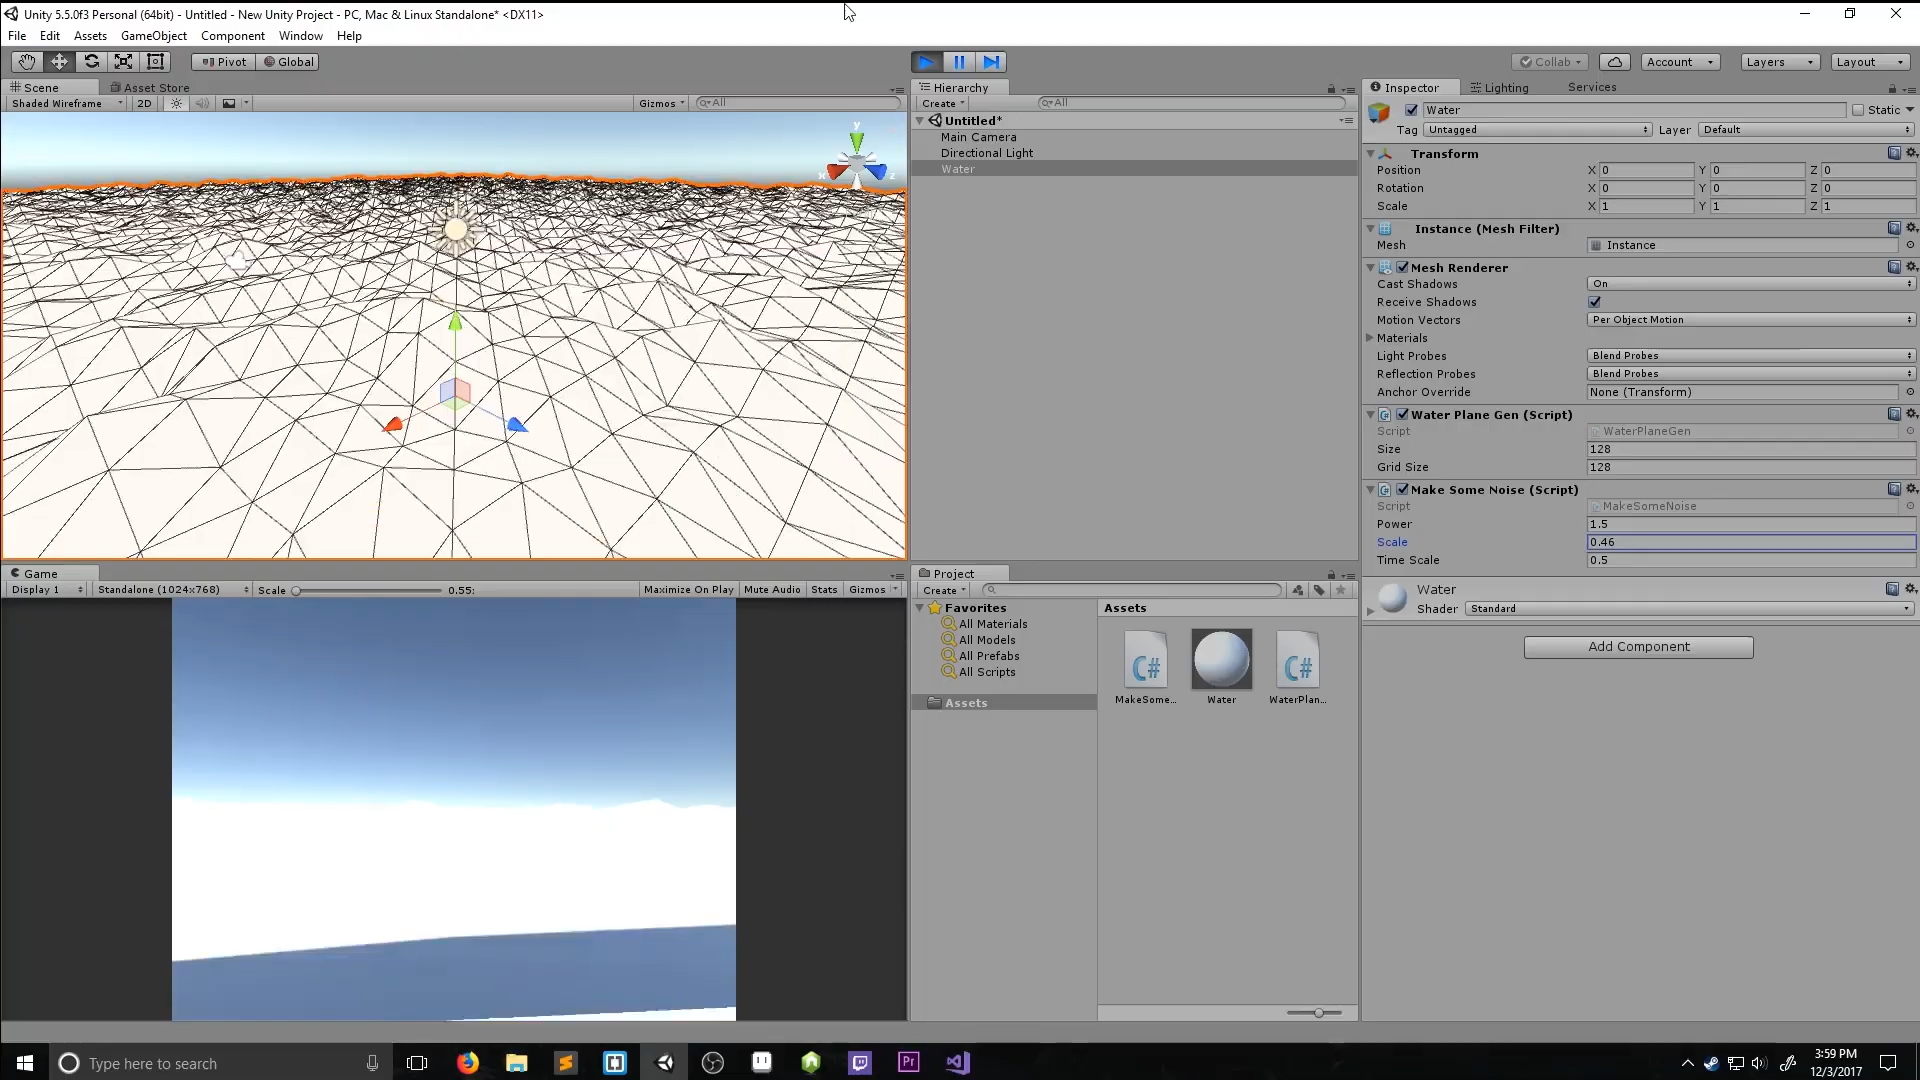 Unity 5.5.0f3 Personal (64bit) - Untitled - New Unity Project - PC, Mac & Linux Standalone* <DX11>
File Edit Assets GameObject Component Window Help
Pivot Global Collab Account Layers Layout
Scene Asset Store
Shaded Wireframe 2D Gizmos All
y
x
z
Hierarchy
Create All
Untitled*
Main Camera
Directional Light
Water
Inspector Lighting Services
Water Static
Tag Untagged Layer Default
Transform
Position X 0 Y 0 Z 0
Rotation X 0 Y 0 Z 0
Scale X 1 Y 1 Z 1
Instance (Mesh Filter)
Mesh Instance
Mesh Renderer
Cast Shadows On
Receive Shadows
Motion Vectors Per Object Motion
Materials
Light Probes Blend Probes
Reflection Probes Blend Probes
Anchor Override None (Transform)
Water Plane Gen (Script)
Script WaterPlaneGen
Size 128
Grid Size 128
Make Some Noise (Script)
Script MakeSomeNoise
Power 1.5
Scale 0.46
Time Scale 0.5
Water
Shader Standard
Add Component
Game
Display 1 Standalone (1024x768) Scale 0.55: Maximize On Play Mute Audio Stats Gizmos
Project
Create
Favorites
All Materials
All Models
All Prefabs
All Scripts
Assets
Assets
C# C#
MakeSome... Water WaterPlan...
Type here to search
Pr
3:59 PM
12/3/2017